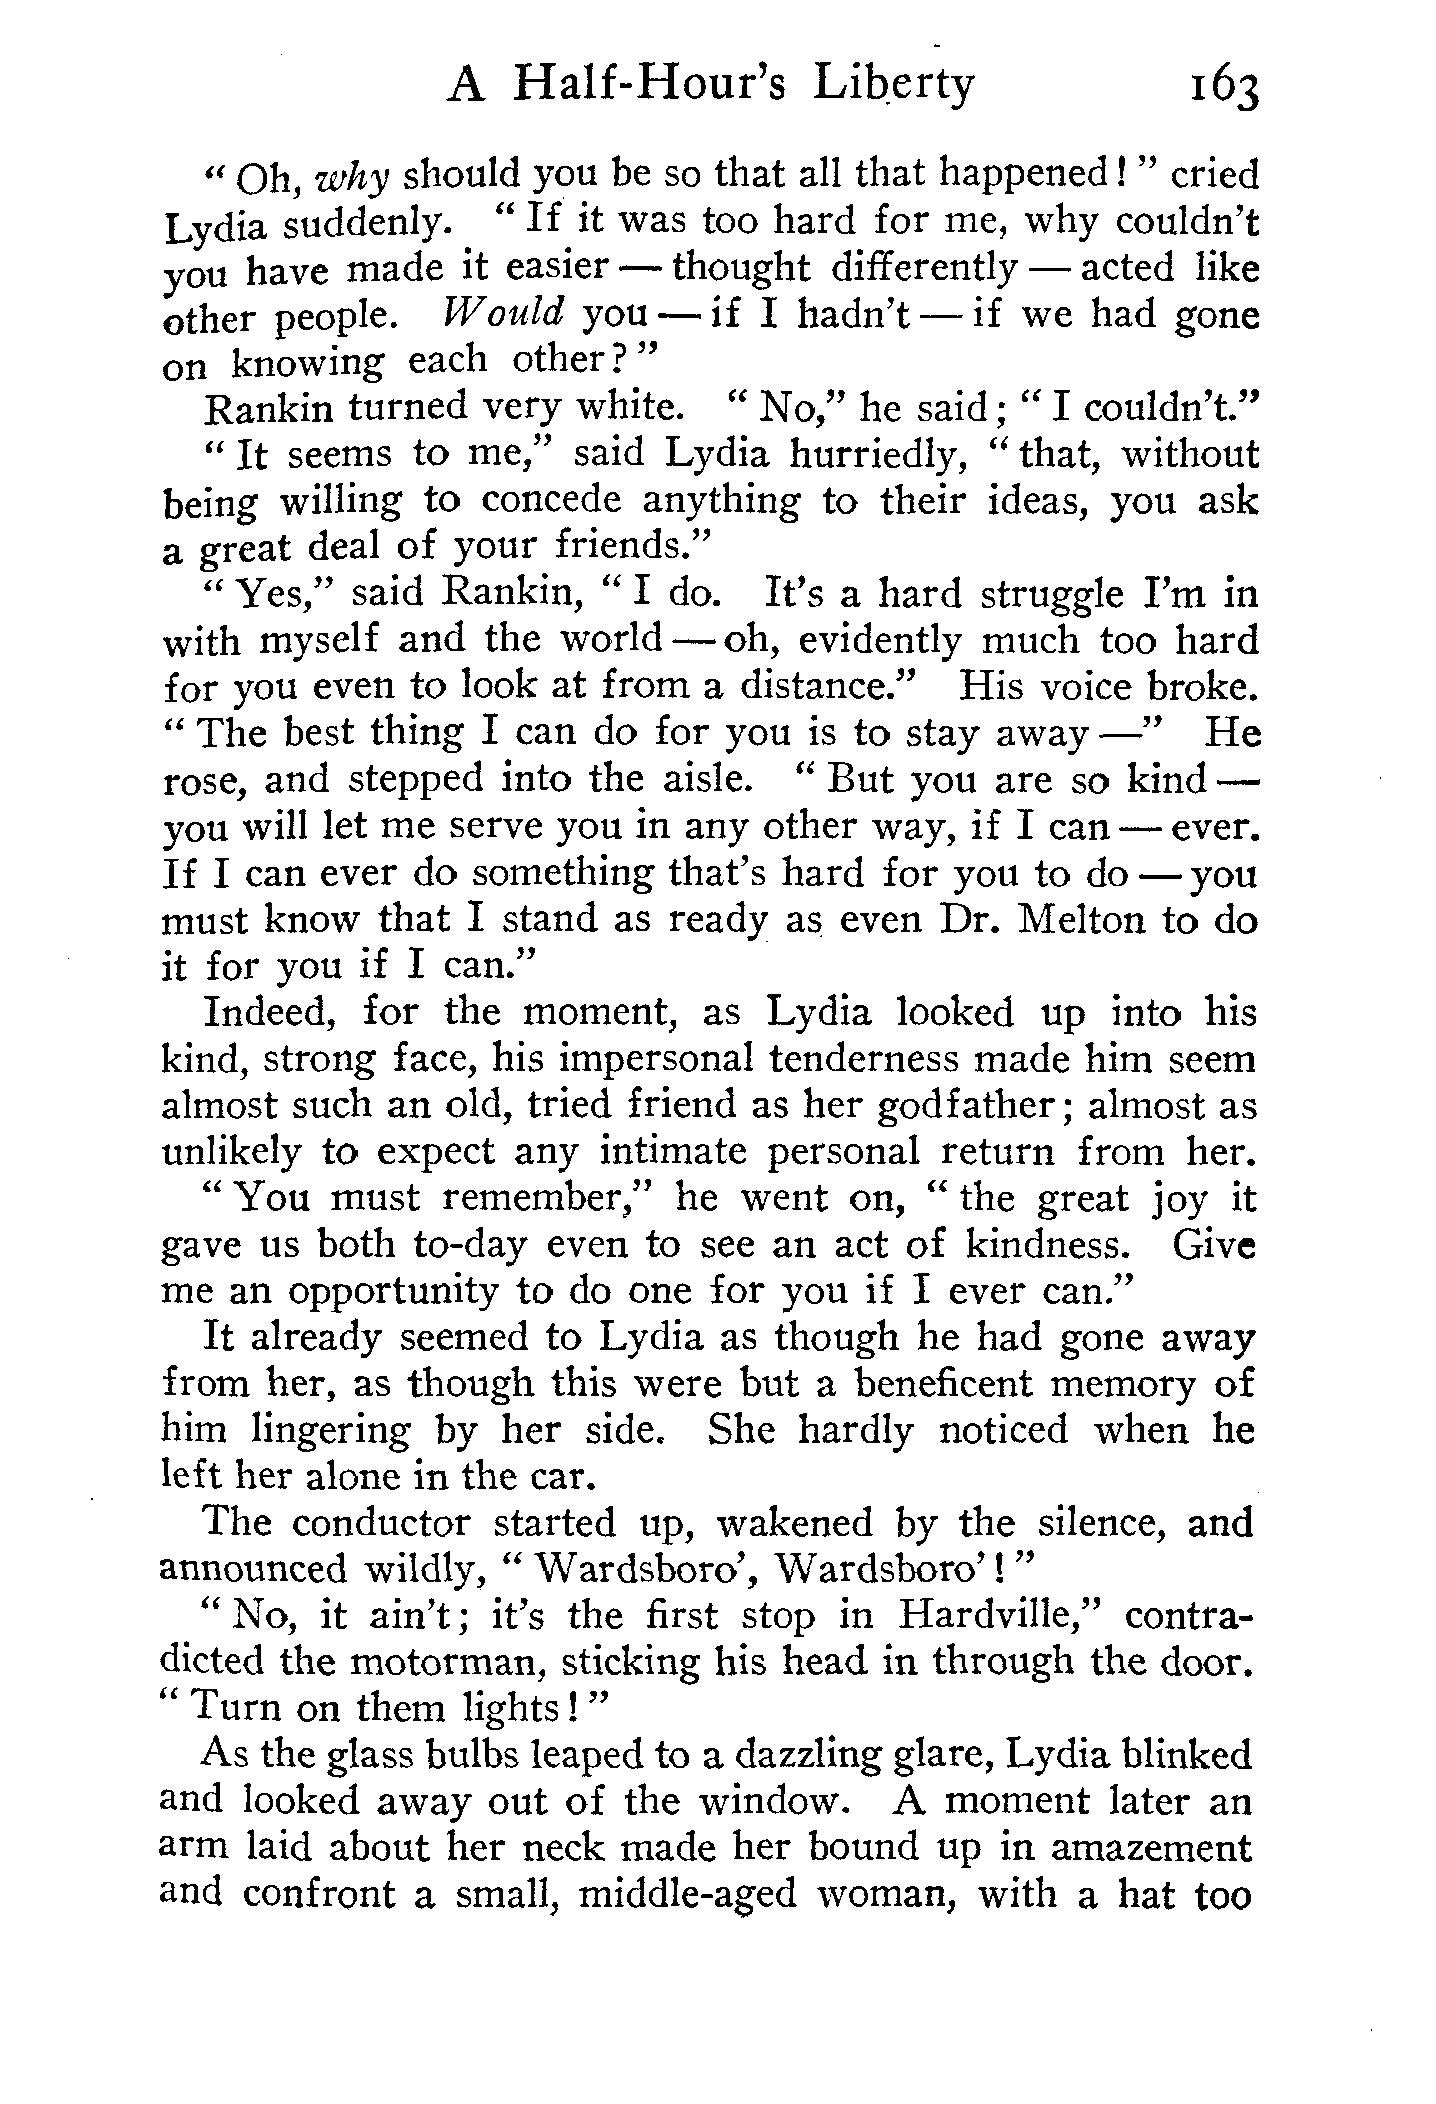 A Half-Hour's Liberty 163
" Oh, why should you be so that all that happened! " cried
Lydia suddenly. " If it was too hard for me, why couldn't
you have made it easier — thought differently — acted like
other people. Would you — if I hadn't — if we had gone
on knowing each other? "
Rankin turned very white. " No," he said; " I couldn't."
" It seems to me," said Lydia hurriedly, " that, without
being willing to concede anything to their ideas, you ask
a great deal of your friends."
" Yes," said Rankin, " I do. It's a hard struggle I'm in
with myself and the world — oh, evidently much too hard
for you even to look at from a distance." His voice broke.
" The best thing I can do for you is to stay away —" He
rose, and stepped into the aisle. " But you are so kind —
you will let me serve you in any other way, if I can — ever.
If I can ever do something that's hard for you to do — you
must know that I stand as ready as even Dr. Melton to do
it for you if I can."
Indeed, for the moment, as Lydia looked up into his
kind, strong face, his impersonal tenderness made him seem
almost such an old, tried friend as her godfather; almost as
unlikely to expect any intimate personal return from her.
" You must remember," he went on, " the great joy it
gave us both to-day even to see an act of kindness. Give
me an opportunity to do one for you if I ever can."
It already seemed to Lydia as though he had gone away
from her, as though this were but a beneficent memory of
him lingering by her side. She hardly noticed when he
left her alone in the car.
The conductor started up, wakened by the silence, and
announced wildly, " Wardsboro', Wardsboro'! "
" No, it ain't; it's the first stop in Hardville," contra-
dicted the motorman, sticking his head in through the door.
" Turn on them lights! "
As the glass bulbs leaped to a dazzling glare, Lydia blinked
and looked away out of the window. A moment later an
arm laid about her neck made her bound up in amazement
and confront a small, middle-aged woman, with a hat too